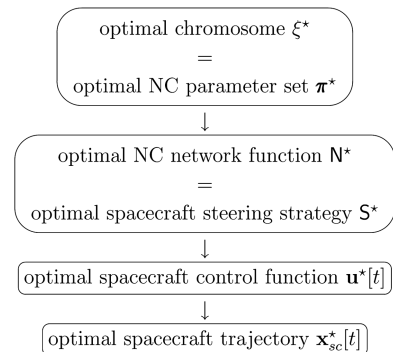 optimal chromosome ξ⋆
=
optimal NC parameter set π⋆
↓
optimal NC network function N⋆
=
optimal spacecraft steering strategy S⋆
↓
optimal spacecraft control function u⋆[t]
↓
optimal spacecraft trajectory x⋆sc[t]